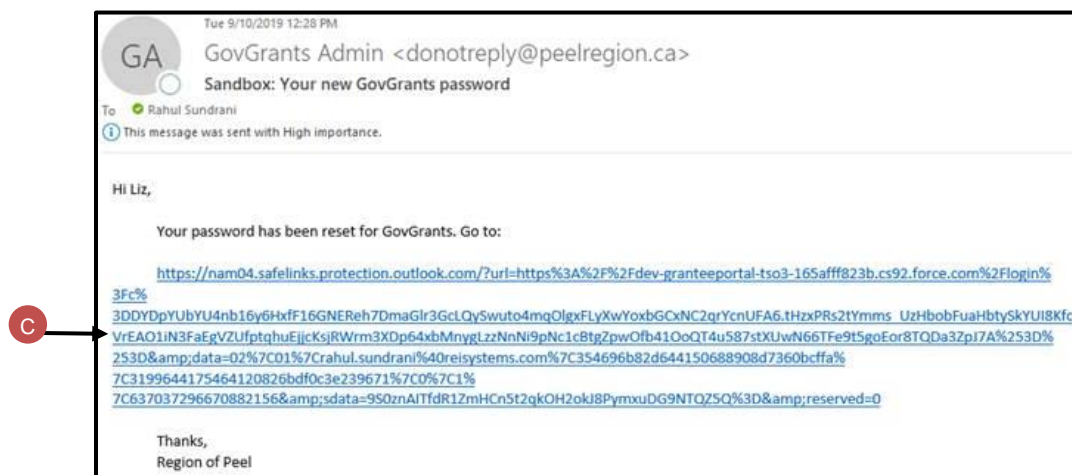 Tue 9/10/2019 12:28 PM
GA
GovGrants Admin <donotreply@peelregion.ca>
Sandbox: Your new GovGrants password
To Rahul Sundrani
i This message was sent with High importance.
Hi Liz,
Your password has been reset for GovGrants. Go to:
https://nam04.safelinks.protection.outlook.com/?url=https%3A%2F%2Fdev-granteeportal-tso3-165afff823b.cs92.force.com%2Flogin%
3Fc%
3DDYDpYUbYU4nb16y6HxfF16GNEReh7DmaGlr3GcLQySwuto4mqOlgxFLyXwYoxbGCxNC2qrYcnUFA6.tHzxPRs2tYmms_UzHbobFuaHbtySkYUI8Kfc
C
VrEAO1iN3FaEgVZUfptqhuEjjcKsjRWrm3XDp64xbMnygLzzNnNi9pNc1cBtgZpwOfb41OoQT4u587stXUwN66TFe9t5goEor8TQDa3ZpJ7A%253D%
253D&amp;data=02%7C01%7Crahul.sundrani%40reisystems.com%7C354696b82d644150688908d7360bcffa%
7C3199644175464120826bdf0c3e239671%7C0%7C1%
7C637037296670882156&amp;sdata=9S0znAITfdR1ZmHCn5t2qkOH2okJ8PymxuDG9NTQZ5Q%3D&amp;reserved=0
Thanks,
Region of Peel